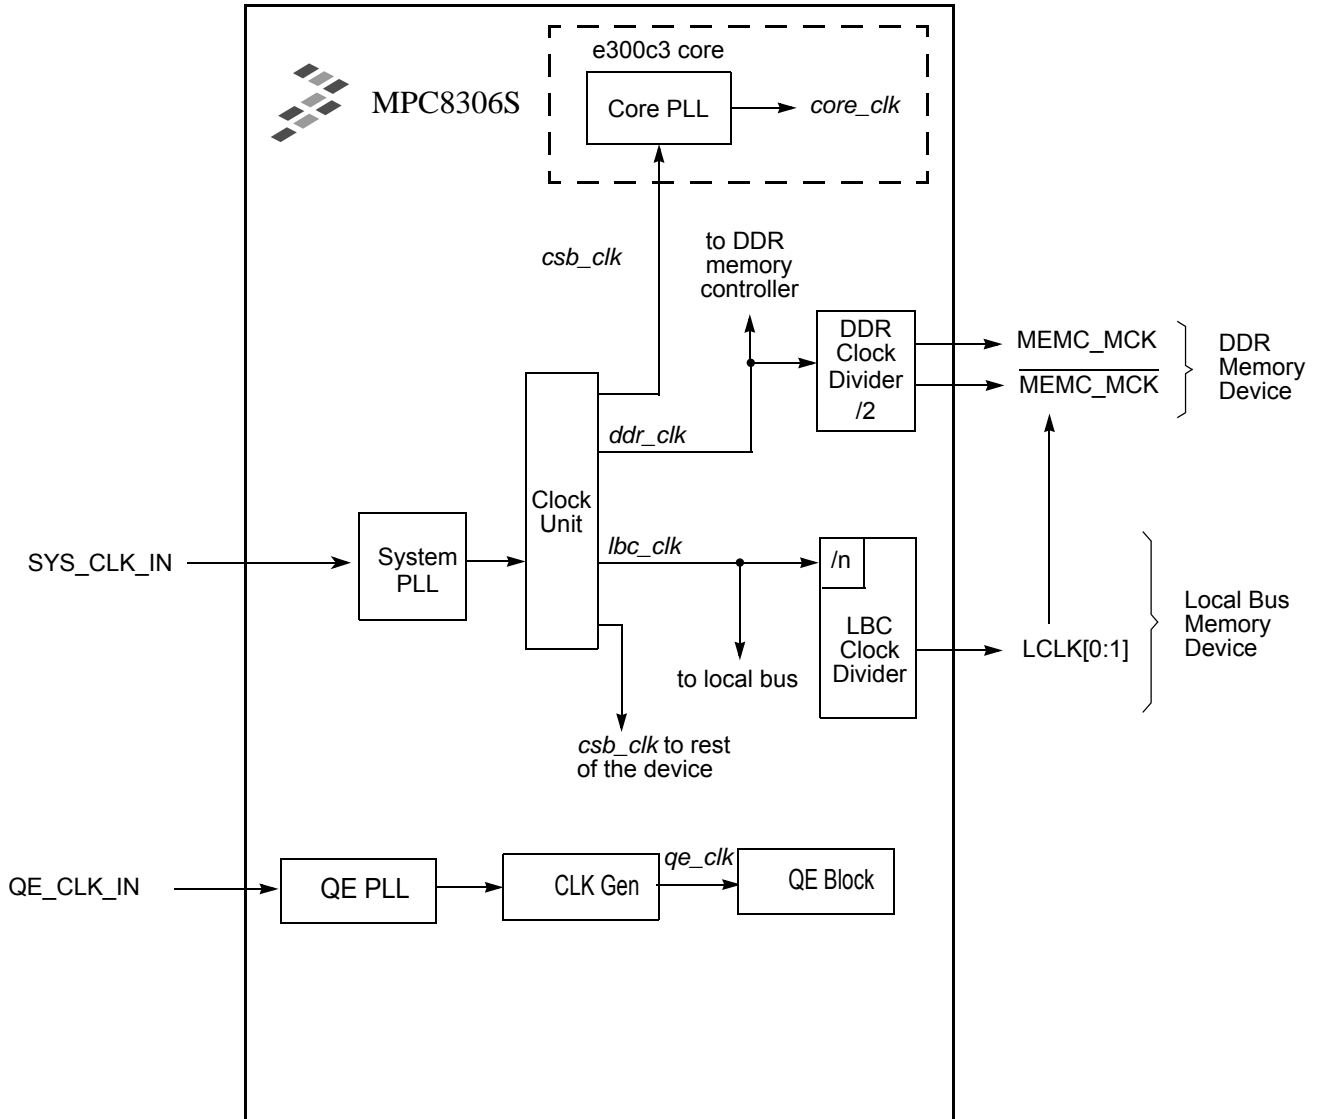 e300c3 core
MPC8306S
Core PLL
core_clk
csb_clk
to DDR
memory
controller
DDR
Clock
Divider
/2
MEMC_MCK
MEMC_MCK
DDR
Memory
Device
ddr_clk
Clock
Unit
SYS_CLK_IN
System
PLL
lbc_clk
/n
LBC
Clock
Divider
to local bus
LCLK[0:1]
Local Bus
Memory
Device
csb_clk to rest
of the device
QE_CLK_IN
QE PLL
CLK Gen
qe_clk
QE Block